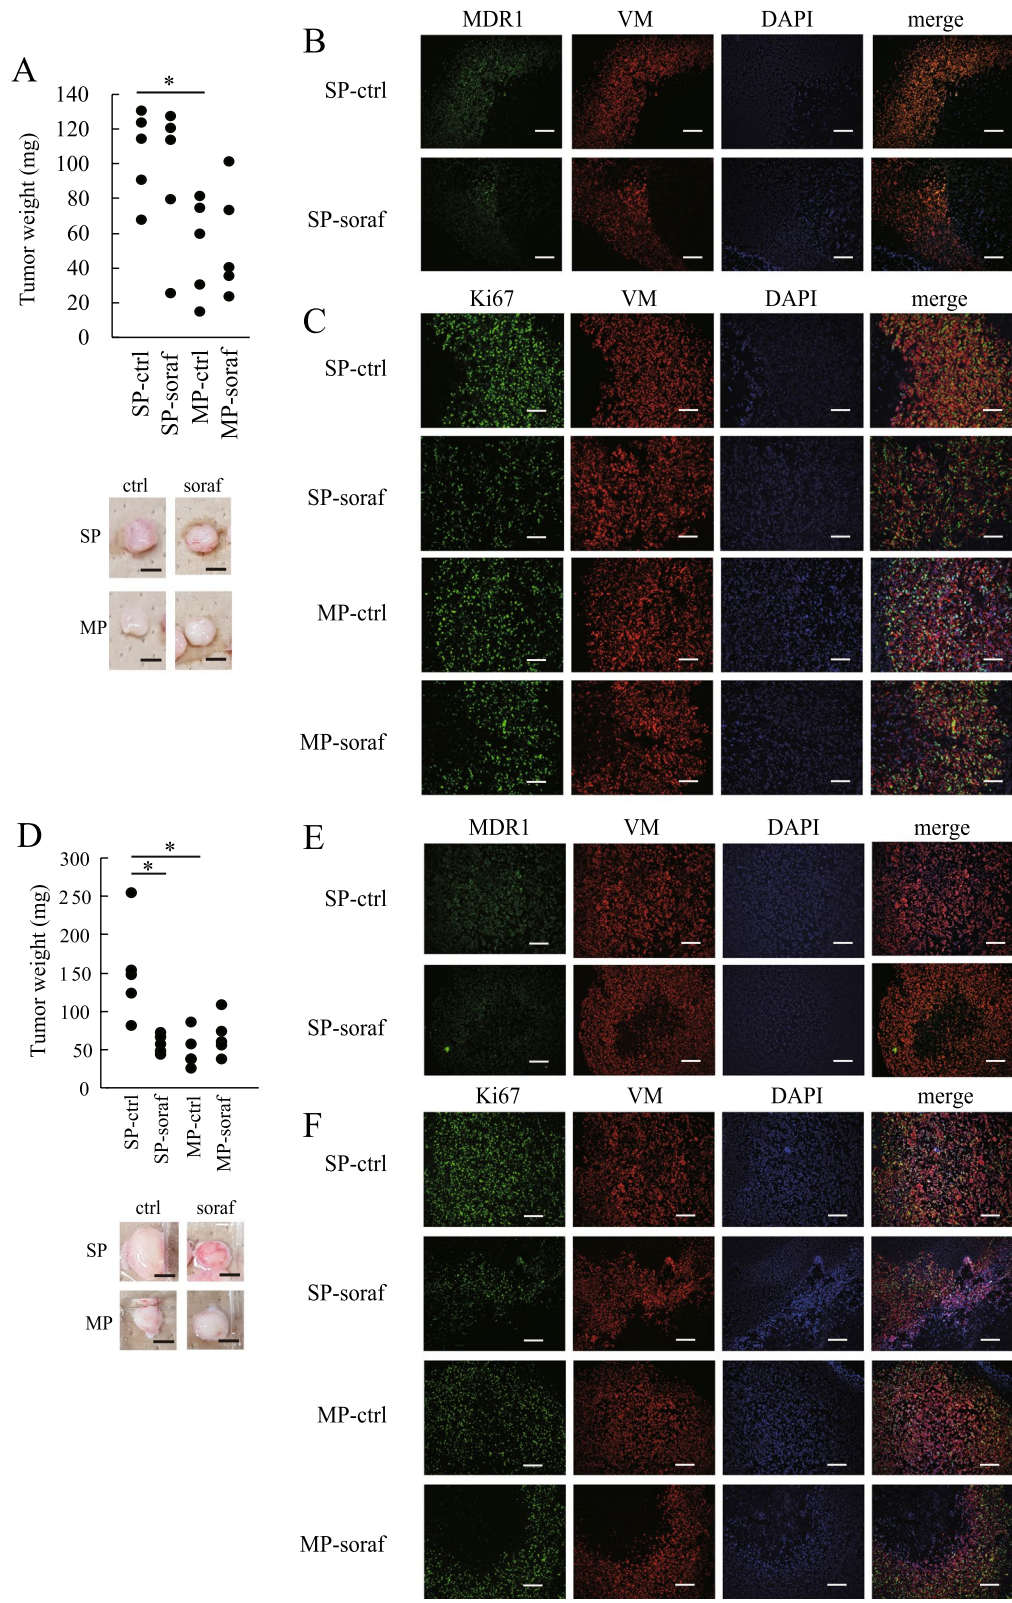 A
*
Tumor weight (mg)
140
120
100
80
60
40
20
0
SP-ctrl
SP-soraf
MP-ctrl
MP-soraf
ctrl soraf
SP
MP
B
MDR1 VM DAPI merge
SP-ctrl
SP-soraf
C
Ki67 VM DAPI merge
SP-ctrl
SP-soraf
MP-ctrl
MP-soraf
D
*
*
Tumor weight (mg)
300
250
200
150
100
50
0
SP-ctrl
SP-soraf
MP-ctrl
MP-soraf
ctrl soraf
SP
MP
E
MDR1 VM DAPI merge
SP-ctrl
SP-soraf
F
Ki67 VM DAPI merge
SP-ctrl
SP-soraf
MP-ctrl
MP-soraf